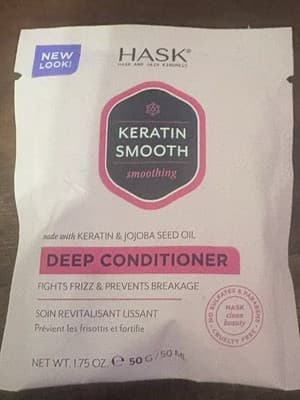 NEW
LOOK!
HASK®
HAIR AND SKIN KINDNESS
KERATIN
SMOOTH
smoothing
made with KERATIN & JOJOBA SEED OIL
DEEP CONDITIONER
FIGHTS FRIZZ & PREVENTS BREAKAGE
SOIN REVITALISANT LISSANT
Prévient les frisottis et fortifie
NO SULFATES & PARABENS
HASK
clean
beauty
CRUELTY FREE
NET WT. 1.75 OZ. ℮ 50 G / 50 ML